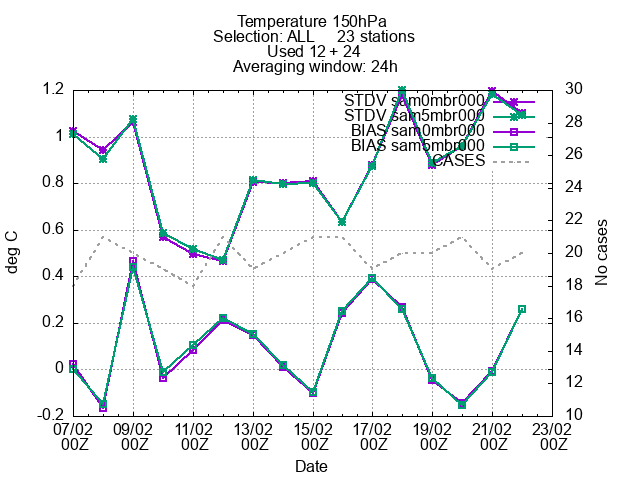 Temperature 150hPa
Selection: ALL     23 stations
Used 12 + 24
Averaging window: 24h
1.2
1
0.8
0.6
0.4
0.2
0
-0.2
deg C
30
28
26
24
22
20
18
16
14
12
10
No cases
STDV sam0mbr000
STDV sam5mbr000
BIAS sam0mbr000
BIAS sam5mbr000
CASES
07/02 09/02 11/02 13/02 15/02 17/02 19/02 21/02 23/02
00Z 00Z 00Z 00Z 00Z 00Z 00Z 00Z 00Z
Date